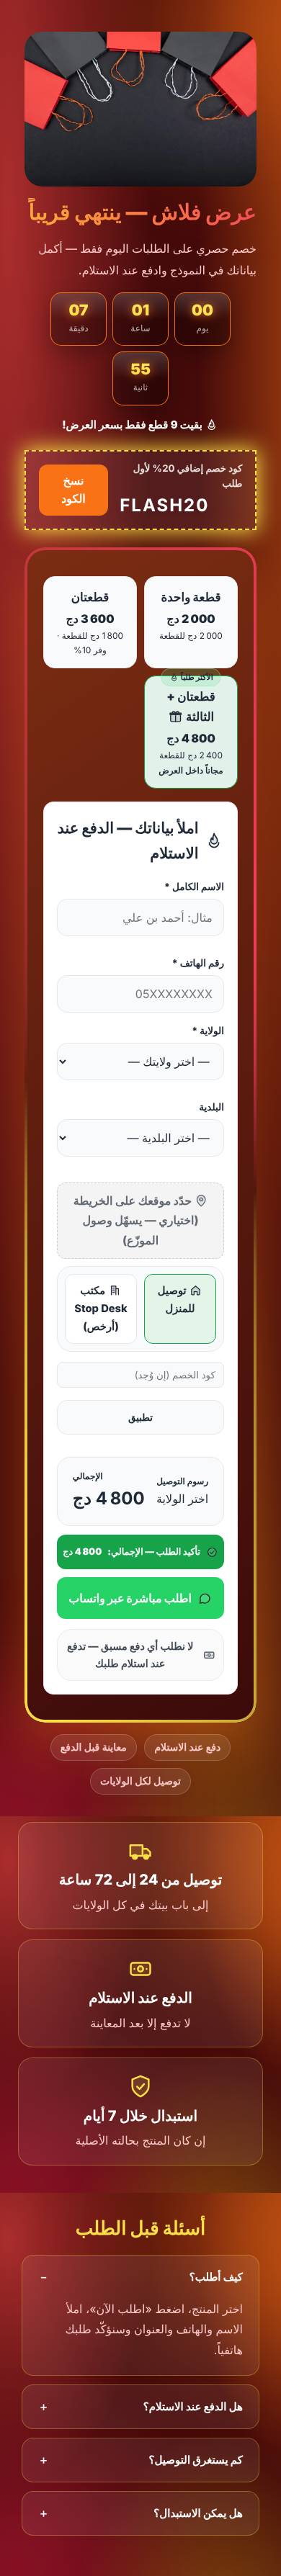 عرض فلاش — ينتهي قريباً
خصم حصري على الطلبات اليوم فقط — أكمل
بياناتك في النموذج وادفع عند الاستلام.
00
يوم
01
ساعة
07
دقيقة
55
ثانية
بقيت 9 قطع فقط بسعر العرض!
كود خصم إضافي 20% لأول
طلب
FLASH20
نسخ
الكود
قطعة واحدة
2 000 دج
2 000 دج للقطعة
قطعتان
3 600 دج
1 800 دج للقطعة ·
وفر 10%
الأكثر طلباً
قطعتان +
الثالثة
4 800 دج
2 400 دج للقطعة
مجاناً داخل العرض
املأ بياناتك — الدفع عند
الاستلام
الاسم الكامل *
مثال: أحمد بن علي
رقم الهاتف *
05XXXXXXXX
الولاية *
— اختر ولايتك —
البلدية
— اختر البلدية —
حدّد موقعك على الخريطة
(اختياري — يسهّل وصول
الموزّع)
توصيل
للمنزل
مكتب
Stop Desk
(أرخص)
كود الخصم (إن وُجد)
تطبيق
رسوم التوصيل
اختر الولاية
الإجمالي
4 800 دج
تأكيد الطلب — الإجمالي: 4 800 دج
اطلب مباشرة عبر واتساب
لا نطلب أي دفع مسبق — تدفع
عند استلام طلبك
دفع عند الاستلام
معاينة قبل الدفع
توصيل لكل الولايات
توصيل من 24 إلى 72 ساعة
إلى باب بيتك في كل الولايات
الدفع عند الاستلام
لا تدفع إلا بعد المعاينة
استبدال خلال 7 أيام
إن كان المنتج بحالته الأصلية
أسئلة قبل الطلب
كيف أطلب؟
−
اختر المنتج، اضغط «اطلب الآن»، املأ
الاسم والهاتف والعنوان وسنؤكّد طلبك
هاتفياً.
هل الدفع عند الاستلام؟
+
كم يستغرق التوصيل؟
+
هل يمكن الاستبدال؟
+